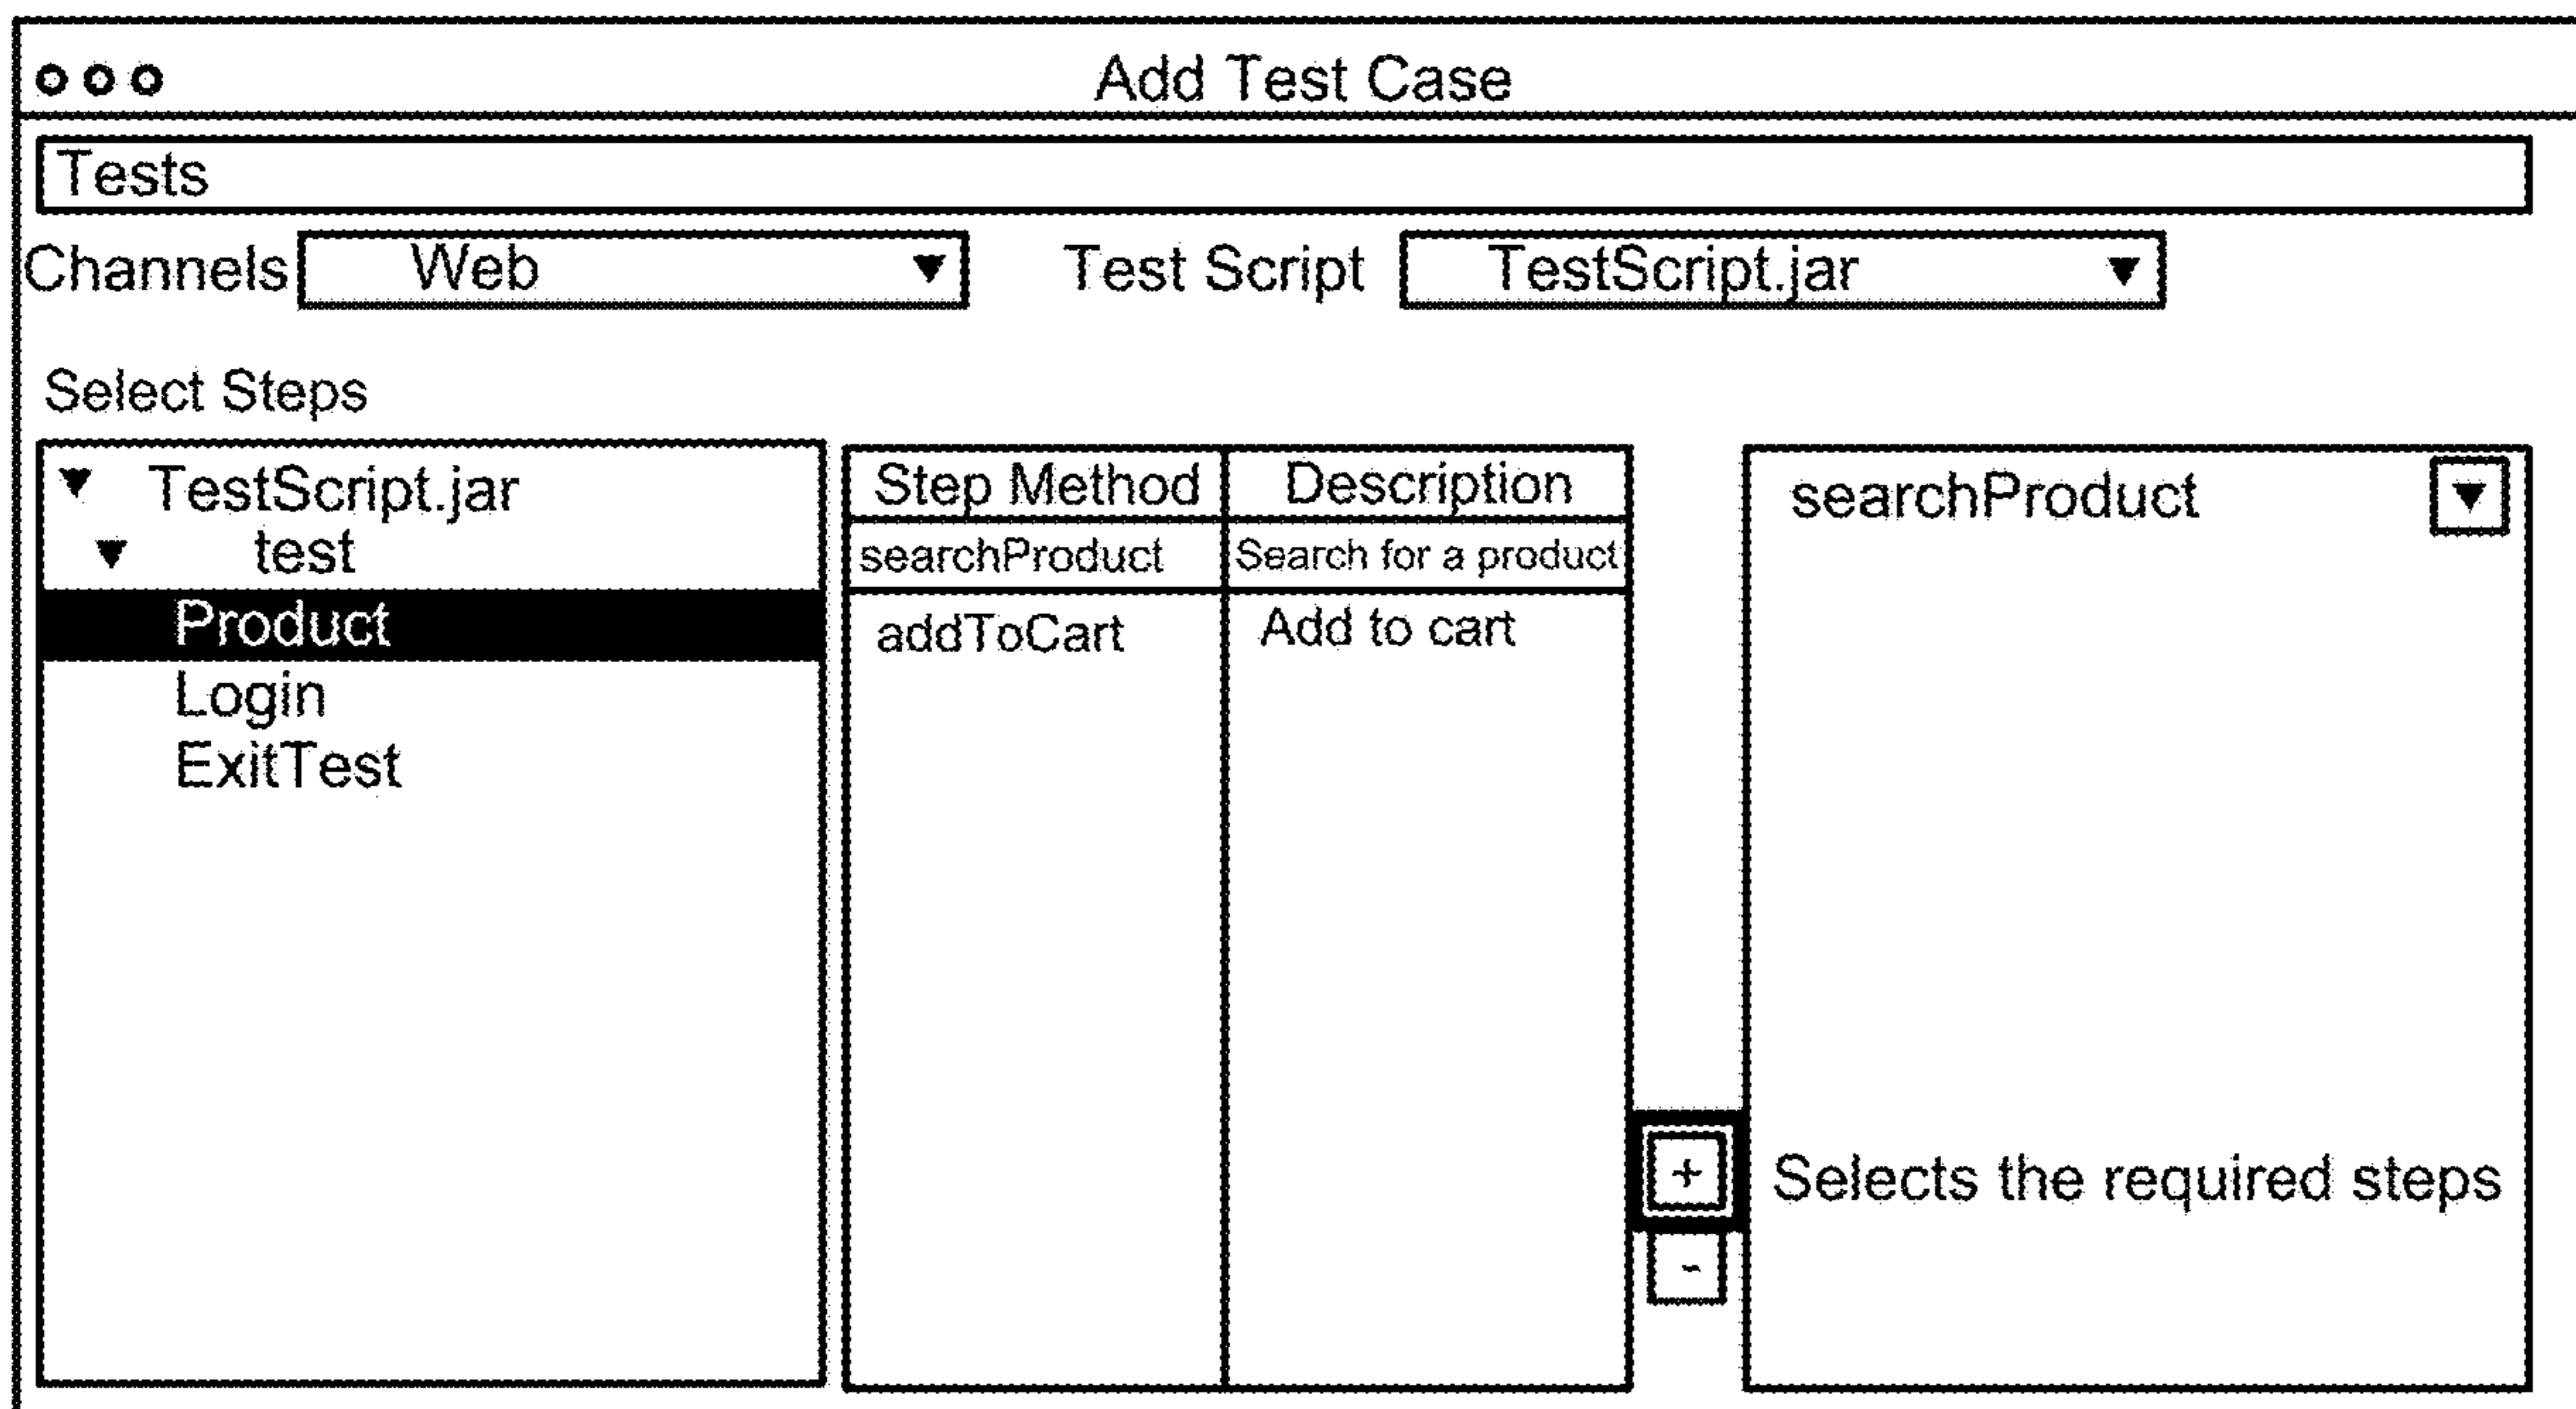 Add Test Case
Tests
Channels Web Test Script TestScript.jar
Select Steps
TestScript.jar
test
Product
Login
ExitTest
Step Method Description
searchProduct Search for a product
addToCart Add to cart
searchProduct
+ Selects the required steps
-